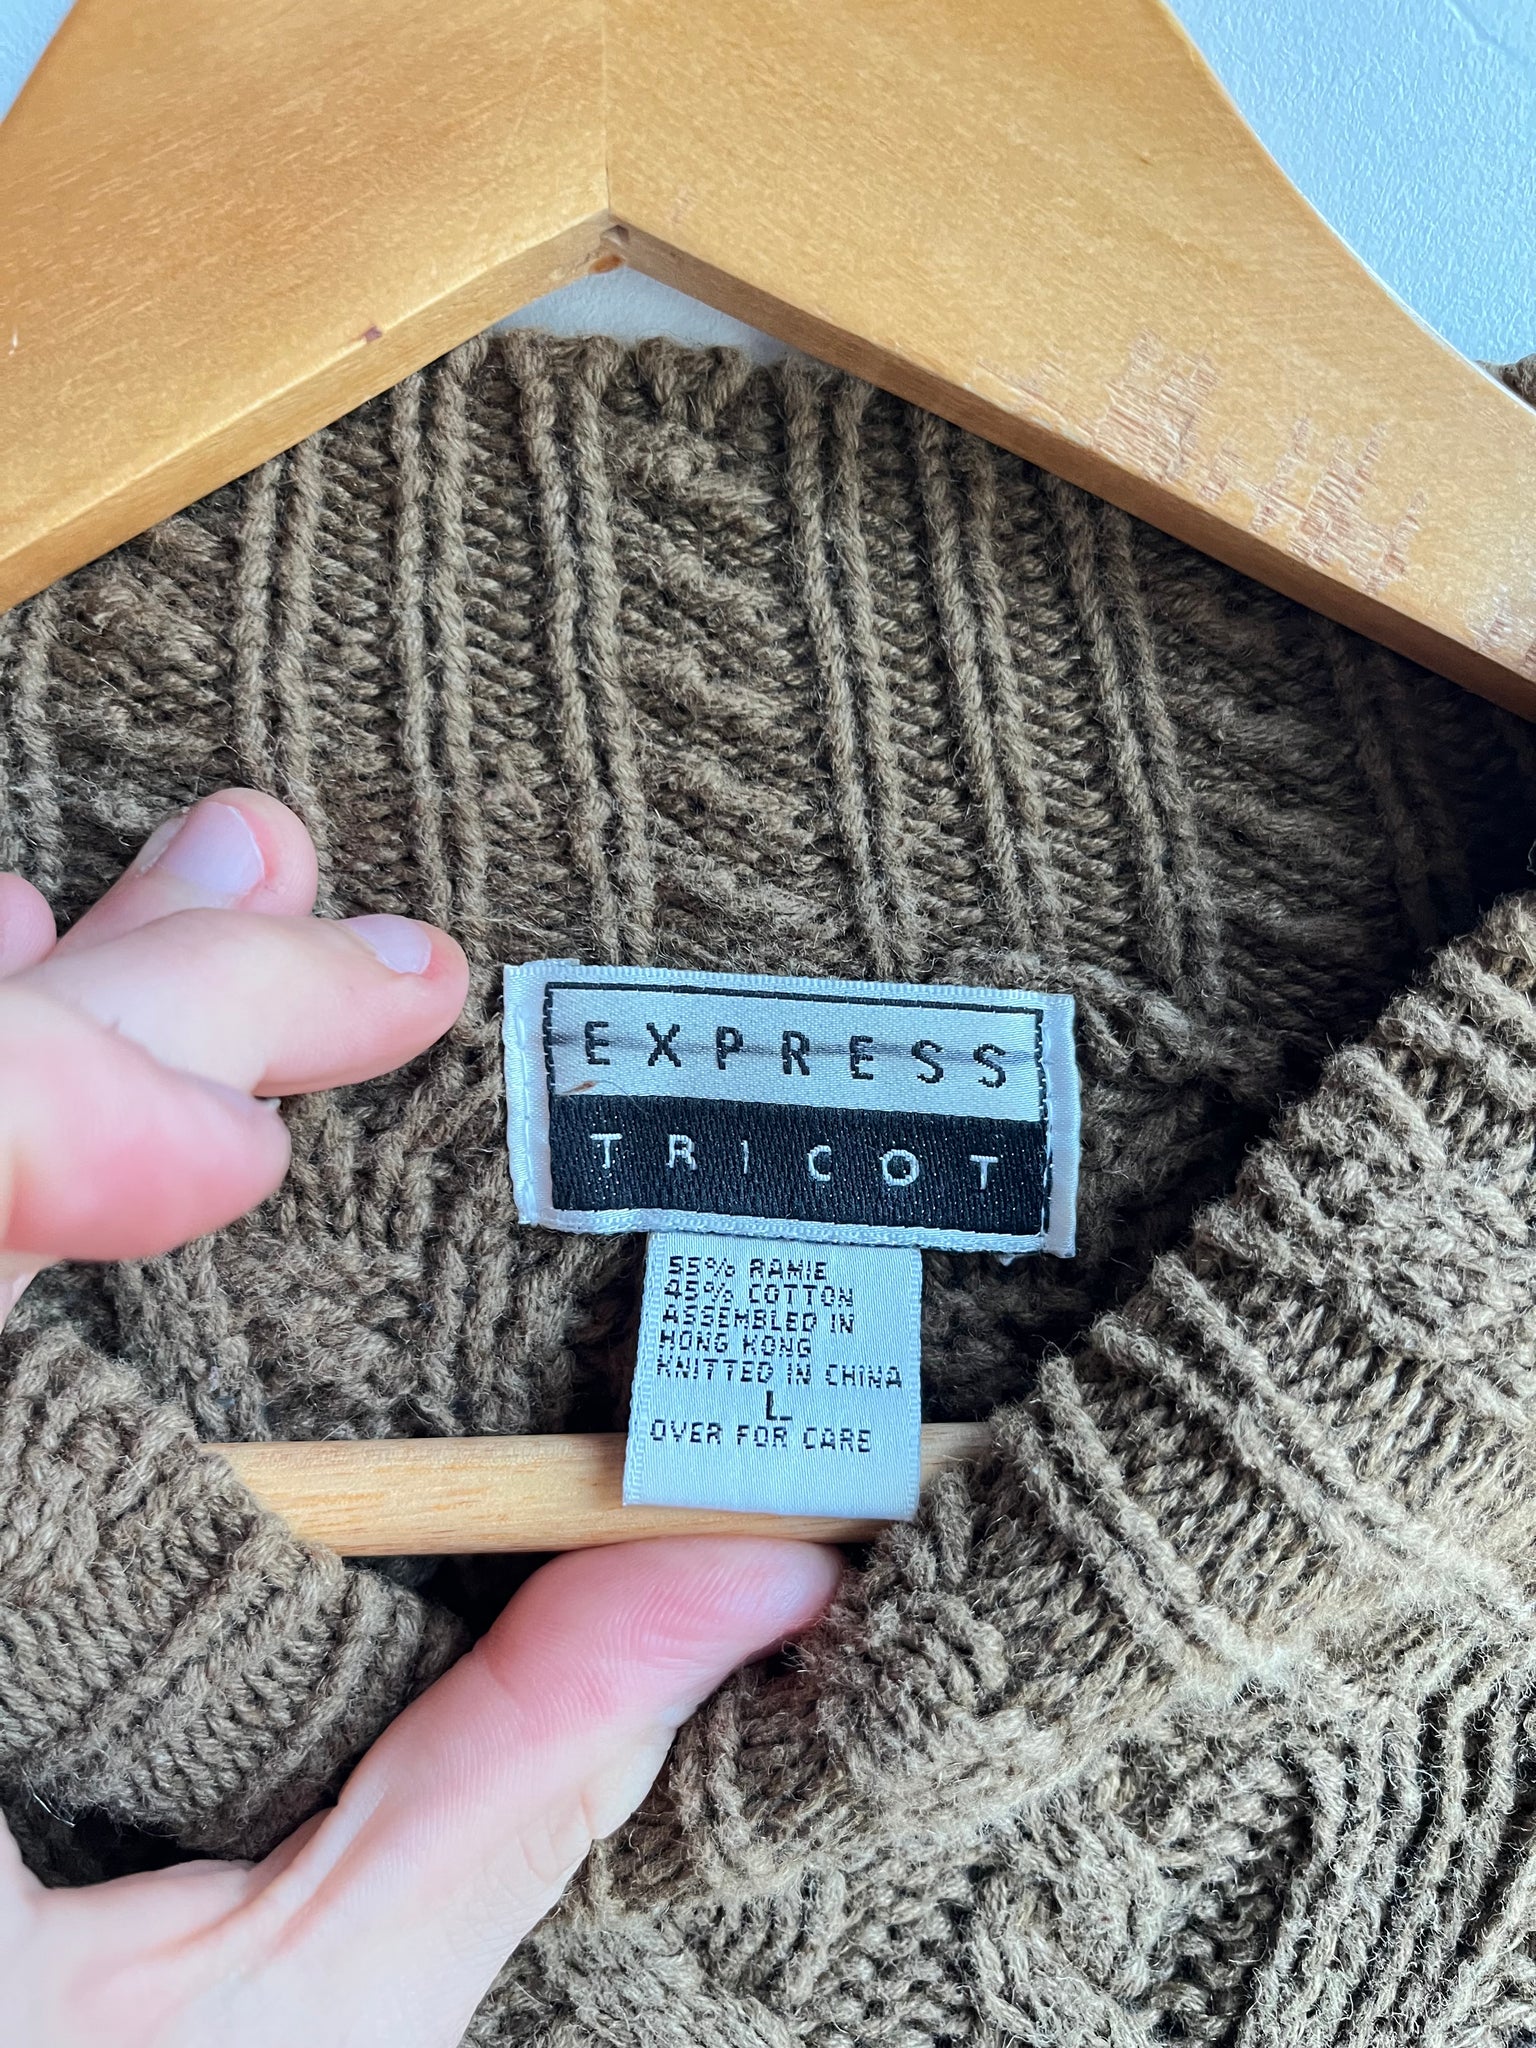 EXPRESS
TRICOT
55% RAMIE
45% COTTON
ASSEMBLED IN
HONG KONG
KNITTED IN CHINA
L
OVER FOR CARE